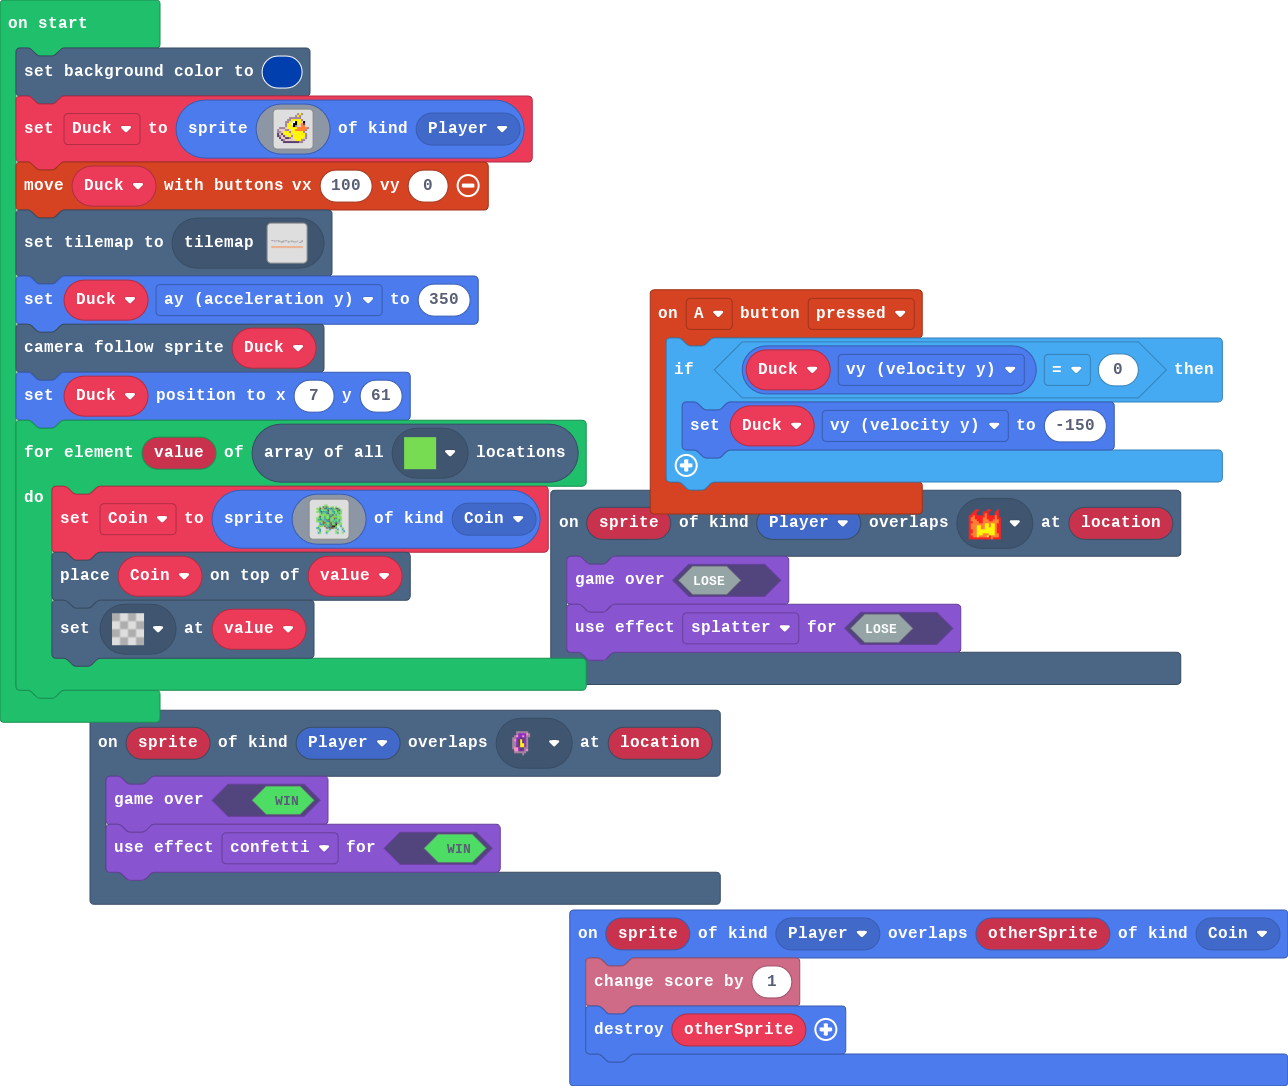 on start
set background color to
set Duck to sprite of kind Player
move Duck with buttons vx 100 vy 0
set tilemap to tilemap
set Duck ay (acceleration y) to 350
camera follow sprite Duck
set Duck position to x 7 y 61
for element value of array of all locations
do
set Coin to sprite of kind Coin
place Coin on top of value
set at value
on A button pressed
if Duck vy (velocity y) = 0 then
set Duck vy (velocity y) to -150
on sprite of kind Player overlaps at location
game over LOSE
use effect splatter for LOSE
on sprite of kind Player overlaps at location
game over WIN
use effect confetti for WIN
on sprite of kind Player overlaps otherSprite of kind Coin
change score by 1
destroy otherSprite